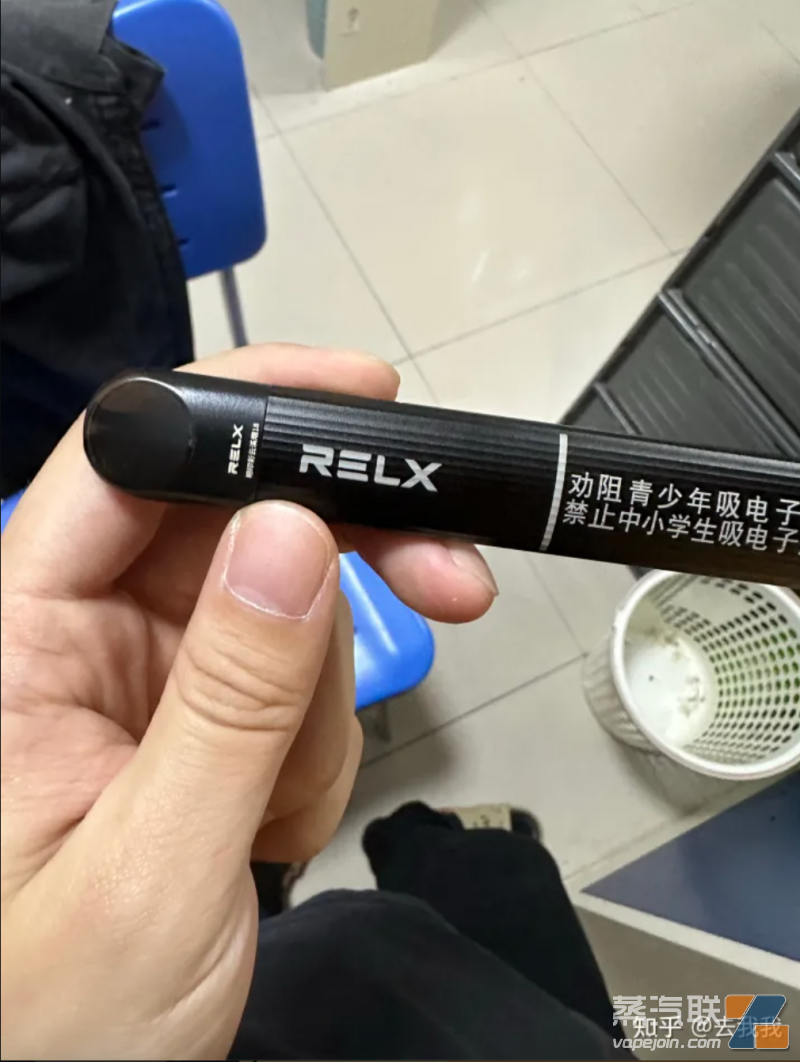 RELX
RELX
劝阻青少年吸电子
禁止中小学生吸电子
蒸汽联
知乎 @去我我
vapejoin.com